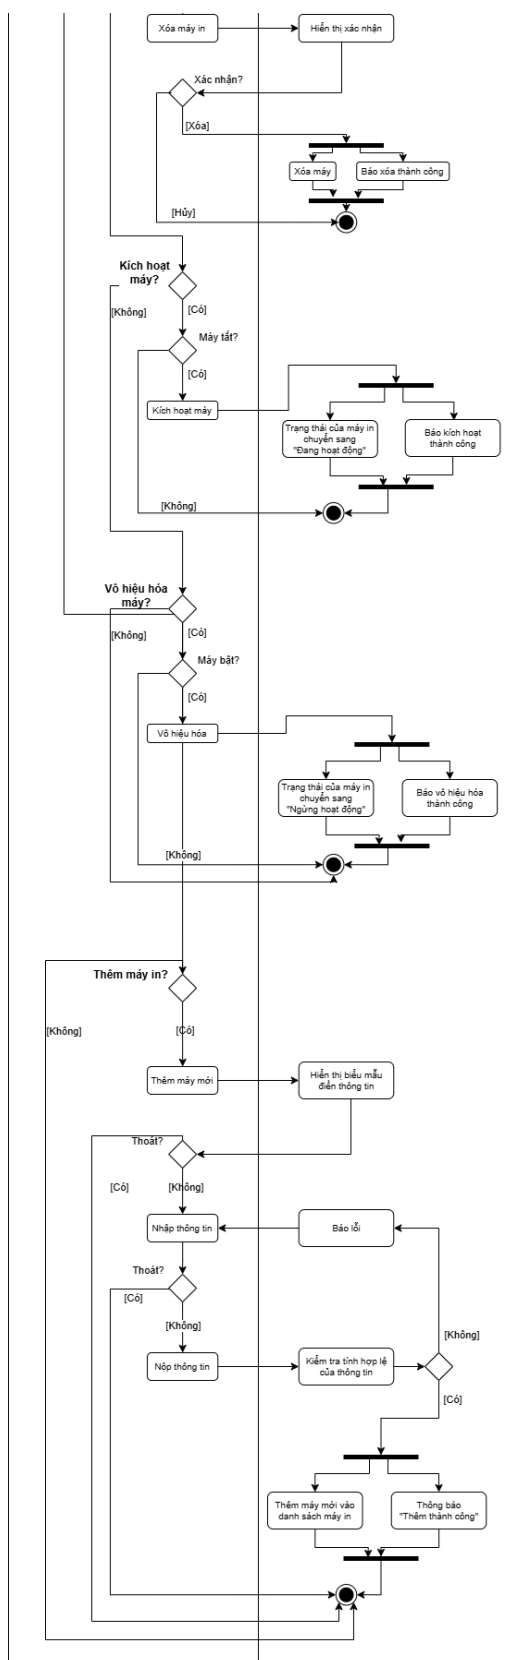 Xóa máy in
Hiển thị xác nhận
Xác nhận?
[Xóa]
Xóa máy
Báo xóa thành công
[Hủy]
Kích hoạt
máy?
[Không]
[Có]
Máy tắt?
[Có]
Kích hoạt máy
Trạng thái của máy in
chuyển sang
"Đang hoạt động"
Báo kích hoạt
thành công
[Không]
Vô hiệu hóa
máy?
[Không]
[Có]
Máy bật?
[Có]
Vô hiệu hóa
Trạng thái của máy in
chuyển sang
"Ngừng hoạt động"
Báo vô hiệu hóa
thành công
[Không]
Thêm máy in?
[Không]
[Có]
Thêm máy mới
Hiển thị biểu mẫu
điền thông tin
Thoát?
[Có]
[Không]
Nhập thông tin
Báo lỗi
Thoát?
[Có]
[Không]
[Không]
Nộp thông tin
Kiểm tra tính hợp lệ
của thông tin
[Có]
Thêm máy mới vào
danh sách máy in
Thông báo
"Thêm thành công"